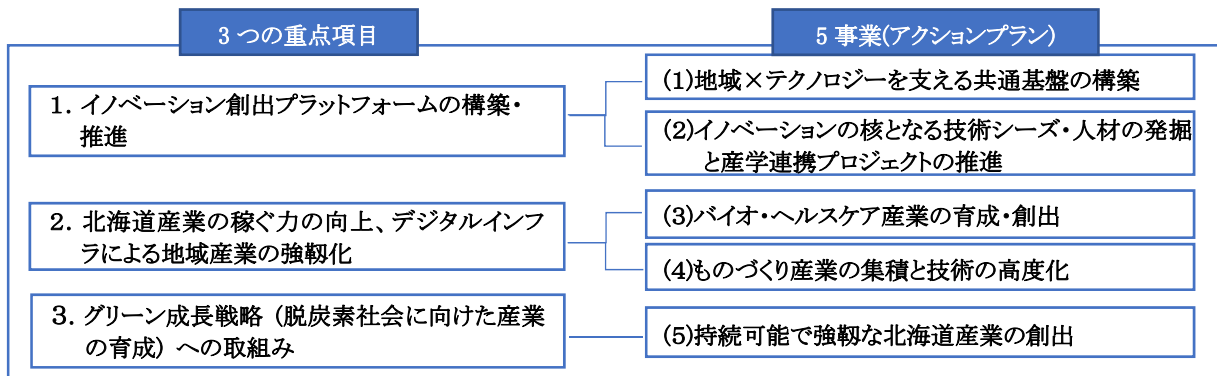 3 つの重点項目
5 事業(アクションプラン)
1. イノベーション創出プラットフォームの構築・
推進
(1)地域×テクノロジーを支える共通基盤の構築
(2)イノベーションの核となる技術シーズ・人材の発掘
と産学連携プロジェクトの推進
2. 北海道産業の稼ぐ力の向上、デジタルインフ
ラによる地域産業の強靱化
(3)バイオ・ヘルスケア産業の育成・創出
(4)ものづくり産業の集積と技術の高度化
3. グリーン成長戦略 (脱炭素社会に向けた産業
の育成) への取組み
(5)持続可能で強靱な北海道産業の創出